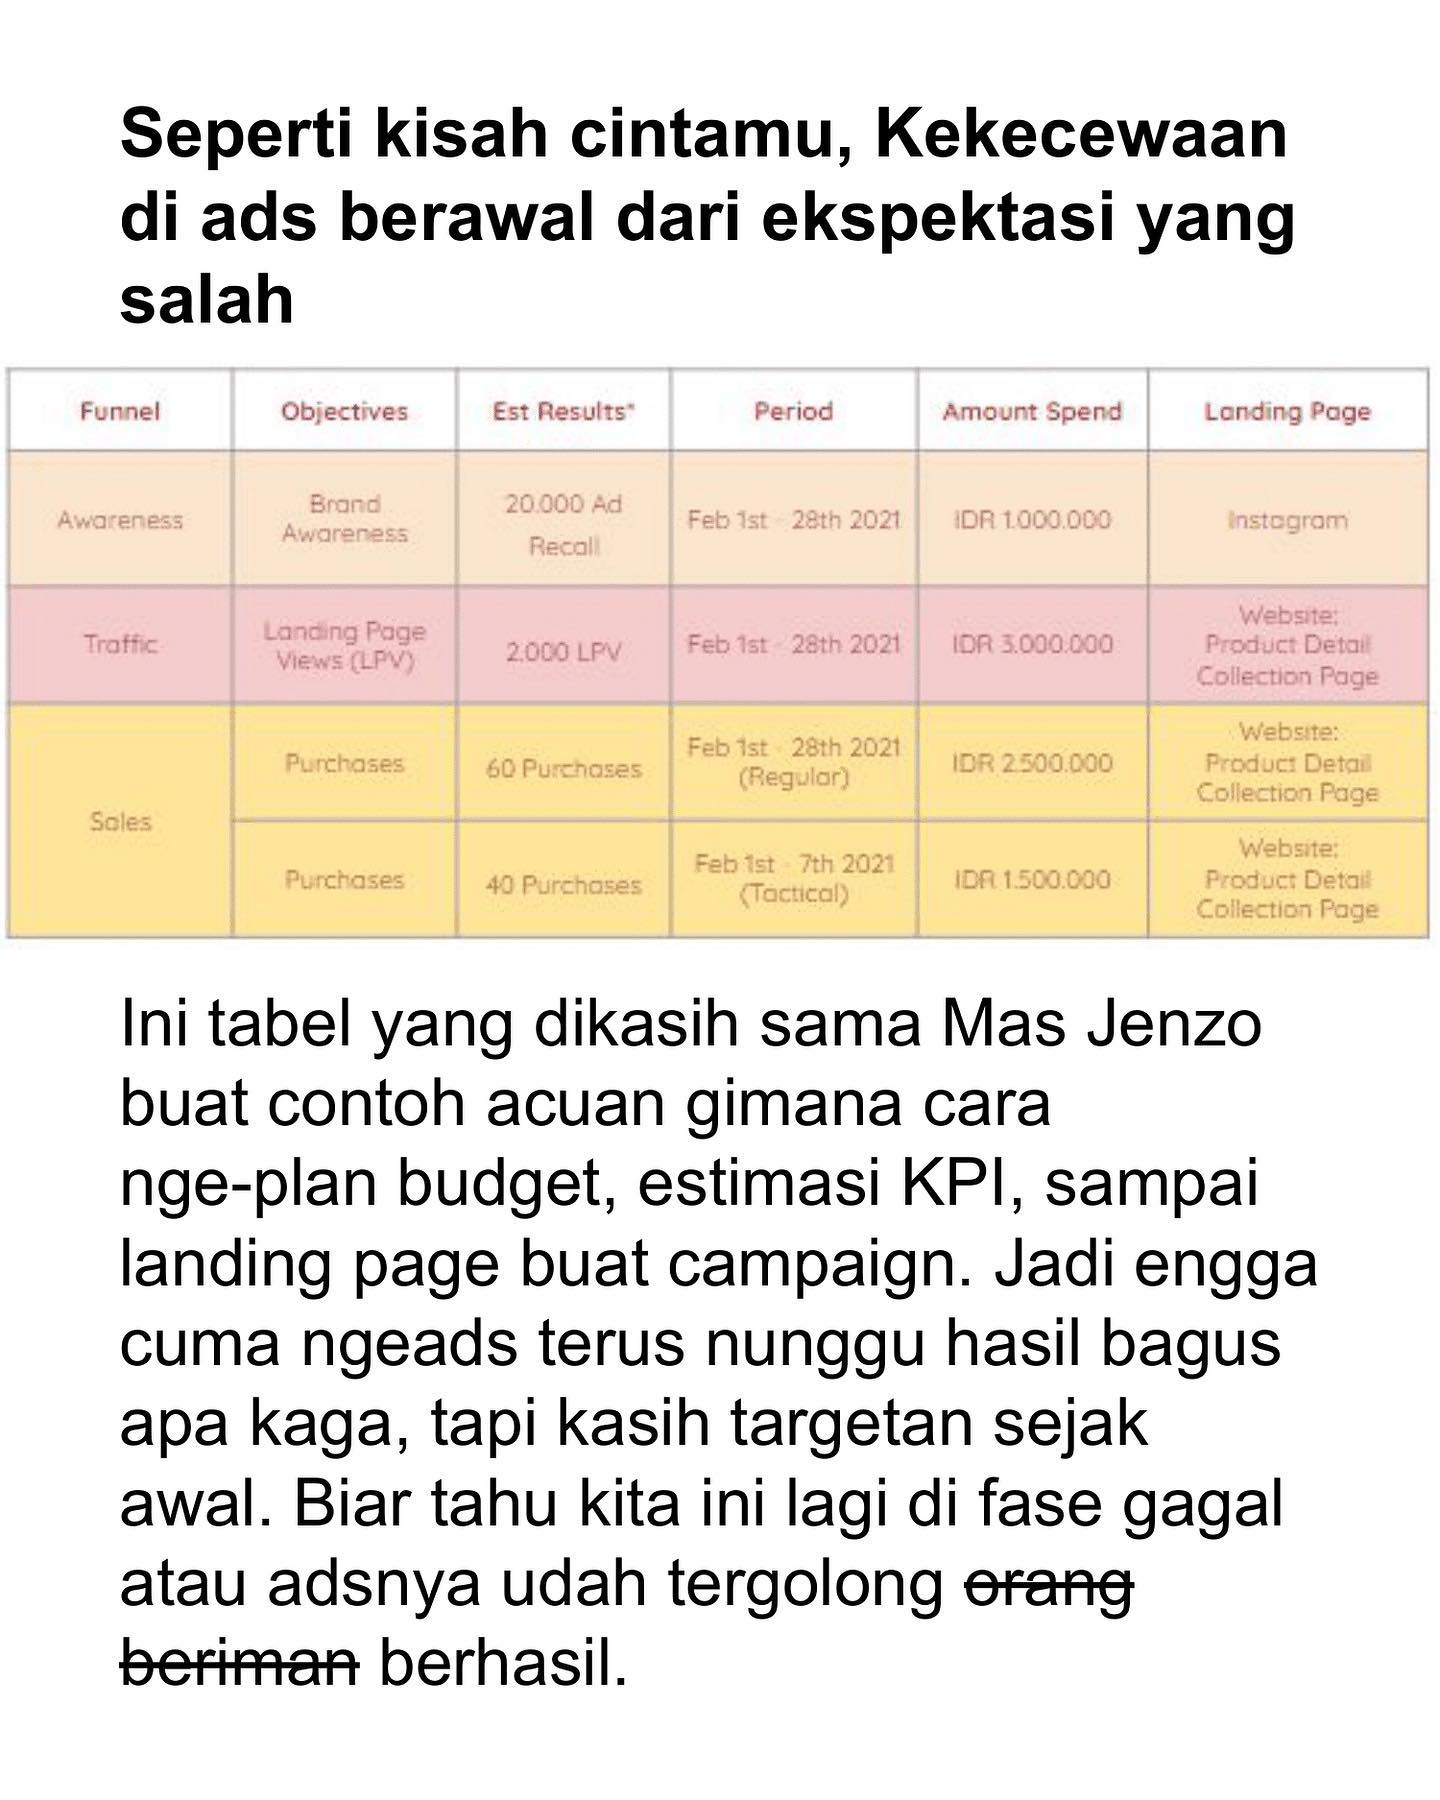 Seperti kisah cintamu, Kekecewaan
di ads berawal dari ekspektasi yang
salah
Funnel Objectives Est Results* Period Amount Spend Landing Page
Awareness
Brand
Awareness
20.000 Ad
Recall
Feb 1st - 28th 2021
IDR 1.000.000
Instagram
Traffic
Landing Page
Views (LPV)
2.000 LPV
Feb 1st - 28th 2021
IDR 3.000.000
Website:
Product Detail
Collection Page
Sales
Purchases
60 Purchases
Feb 1st - 28th 2021
(Regular)
IDR 2.500.000
Website:
Product Detail
Collection Page
Purchases
40 Purchases
Feb 1st - 7th 2021
(Tactical)
IDR 1.500.000
Website:
Product Detail
Collection Page
Ini tabel yang dikasih sama Mas Jenzo
buat contoh acuan gimana cara
nge-plan budget, estimasi KPI, sampai
landing page buat campaign. Jadi engga
cuma ngeads terus nunggu hasil bagus
apa kaga, tapi kasih targetan sejak
awal. Biar tahu kita ini lagi di fase gagal
atau adsnya udah tergolong orang
beriman berhasil.